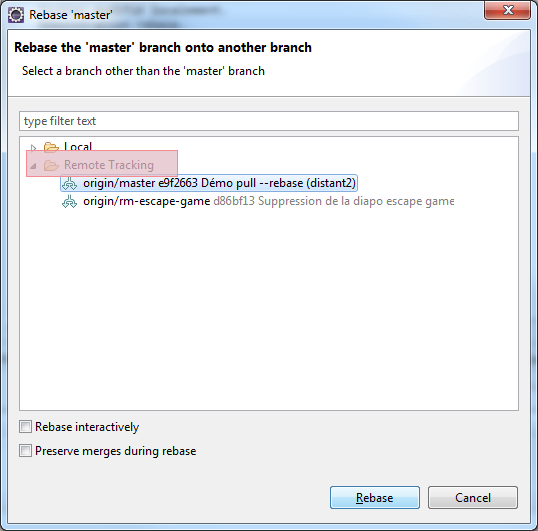 Rebase 'master'
Rebase the 'master' branch onto another branch
Select a branch other than the 'master' branch
type filter text
Local
Remote Tracking
origin/master e9f2663 Démo pull --rebase (distant2)
origin/rm-escape-game d86bf13 Suppression de la diapo escape game
Rebase interactively
Preserve merges during rebase
Rebase
Cancel